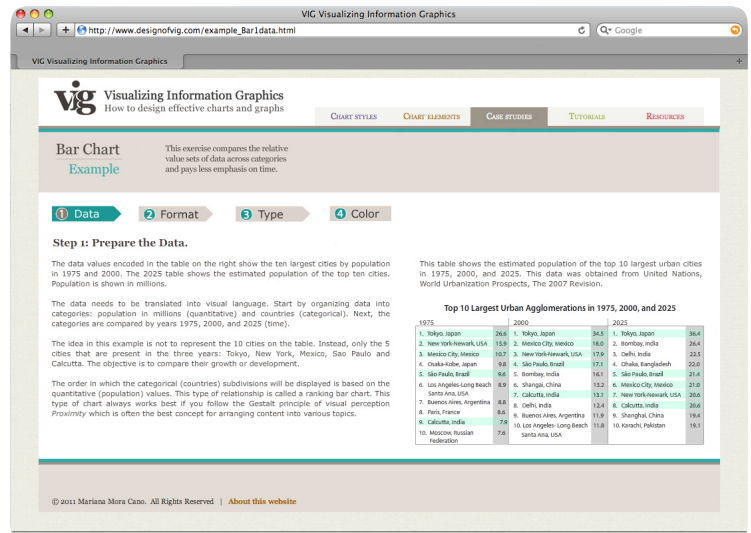 VIG Visualizing Information Graphics
http://www.designofvig.com/example_Bar1data.html
Google
VIG Visualizing Information Graphics
vig
Visualizing Information Graphics
How to design effective charts and graphs
Chart styles
Chart elements
Case studies
Tutorials
Resources
Bar Chart
Example
This exercise compares the relative
value sets of data across categories
and pays less emphasis on time.
1 Data
2 Format
3 Type
4 Color
Step 1: Prepare the Data.
The data values encoded in the table on the right show the ten largest cities by population
in 1975 and 2000. The 2025 table shows the estimated population of the top ten cities.
Population is shown in millions.
The data needs to be translated into visual language. Start by organizing data into
categories: population in millions (quantitative) and countries (categorical). Next, the
categories are compared by years 1975, 2000, and 2025 (time).
The idea in this example is not to represent the 10 cities on the table. Instead, only the 5
cities that are present in the three years: Tokyo, New York, Mexico, Sao Paulo and
Calcutta. The objective is to compare their growth or development.
The order in which the categorical (countries) subdivisions will be displayed is based on the
quantitative (population) values. This type of relationship is called a ranking bar chart. This
type of chart always works best if you follow the Gestalt principle of visual perception
Proximity which is often the best concept for arranging content into various topics.
This table shows the estimated population of the top 10 largest urban cities
in 1975, 2000, and 2025. This data was obtained from United Nations,
World Urbanization Prospects, The 2007 Revision.
Top 10 Largest Urban Agglomerations in 1975, 2000, and 2025
1975
1. Tokyo, Japan 26.6
2. New York-Newark, USA 15.9
3. Mexico City, Mexico 10.7
4. Osaka-Kobe, Japan 9.8
5. São Paulo, Brazil 9.6
6. Los Angeles-Long Beach 8.9
Santa Ana, USA
7. Buenos Aires, Argentina 8.8
8. Paris, France 8.6
9. Calcutta, India 7.9
10. Moscow, Russian 7.6
Federation
2000
1. Tokyo, Japan 34.5
2. Mexico City, Mexico 18.0
3. New York-Newark, USA 17.9
4. São Paulo, Brazil 17.1
5. Bombay, India 16.1
6. Shangai, China 13.2
7. Calcutta, India 13.1
8. Delhi, India 12.4
9. Buenos Aires, Argentina 11.9
10. Los Angeles- Long Beach 11.8
Santa Ana, USA
2025
1. Tokyo, Japan 36.4
2. Bombay, India 26.4
3. Delhi, India 22.5
4. Dhaka, Bangladesh 22.0
5. São Paulo, Brazil 21.4
6. Mexico City, Mexico 21.0
7. New York-Newark, USA 20.6
8. Calcutta, India 20.6
9. Shanghai, China 19.4
10. Karachi, Pakistan 19.1
© 2011 Mariana Mora Cano. All Rights Reserved | About this website